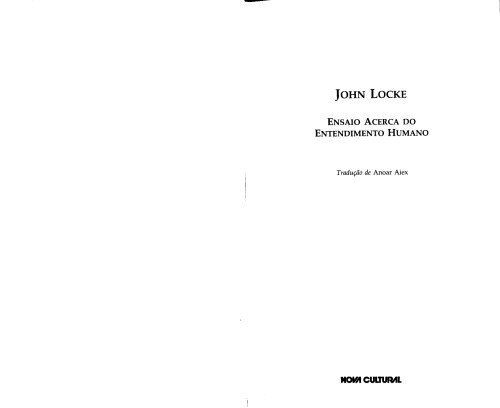 JOHN LOCKE
ENSAIO ACERCA DO
ENTENDIMENTO HUMANO
Tradução de Anoar Aiex
NOVA CULTURAL